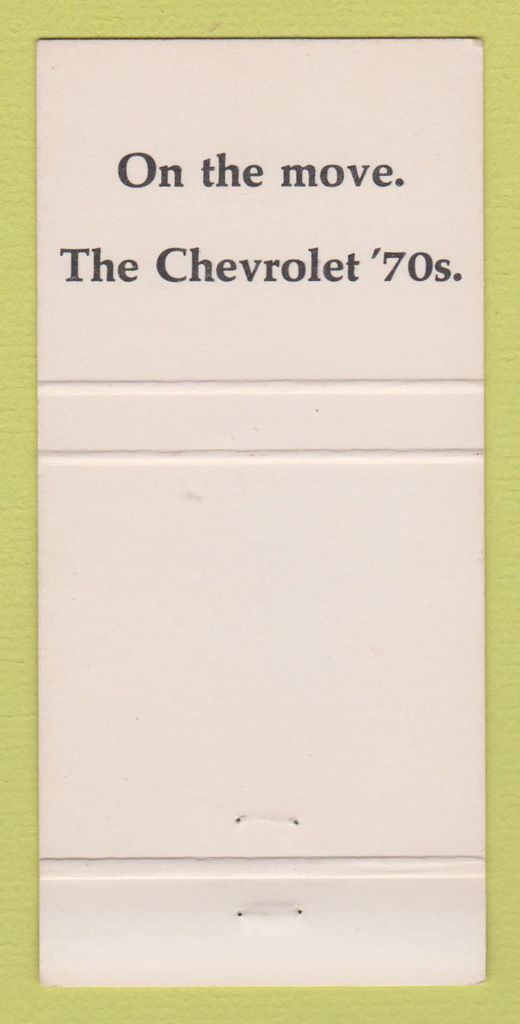 On the move.
The Chevrolet '70s.